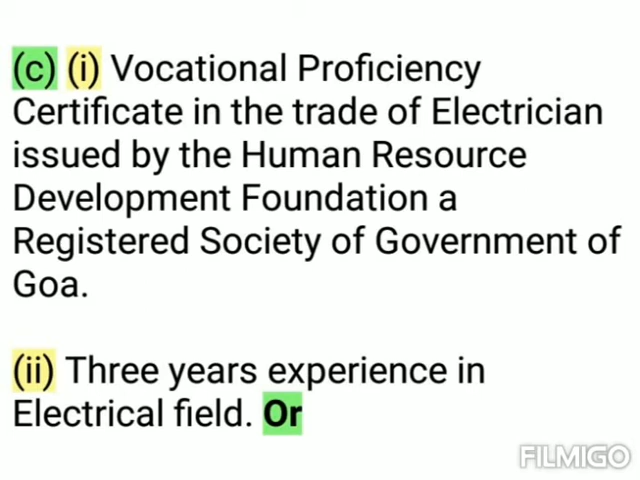 (c) (i) Vocational Proficiency
Certificate in the trade of Electrician
issued by the Human Resource
Development Foundation a
Registered Society of Government of
Goa.
(ii) Three years experience in
Electrical field. Or
FILMIGO